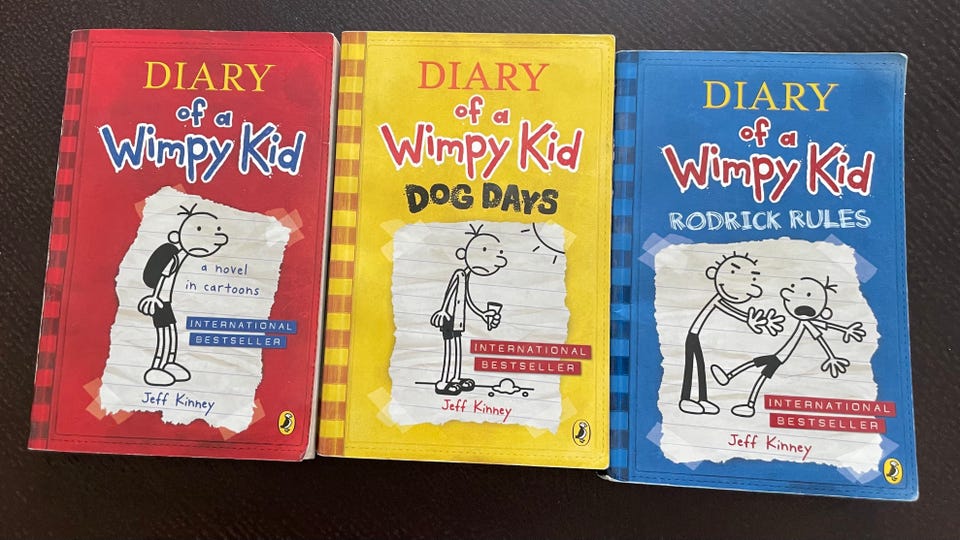 DIARY
of a
Wimpy Kid
a novel
in cartoons
INTERNATIONAL
BESTSELLER
Jeff Kinney
DIARY
of a
Wimpy Kid
DOG DAYS
INTERNATIONAL
BESTSELLER
Jeff Kinney
DIARY
of a
Wimpy Kid
RODRICK RULES
INTERNATIONAL
BESTSELLER
Jeff Kinney